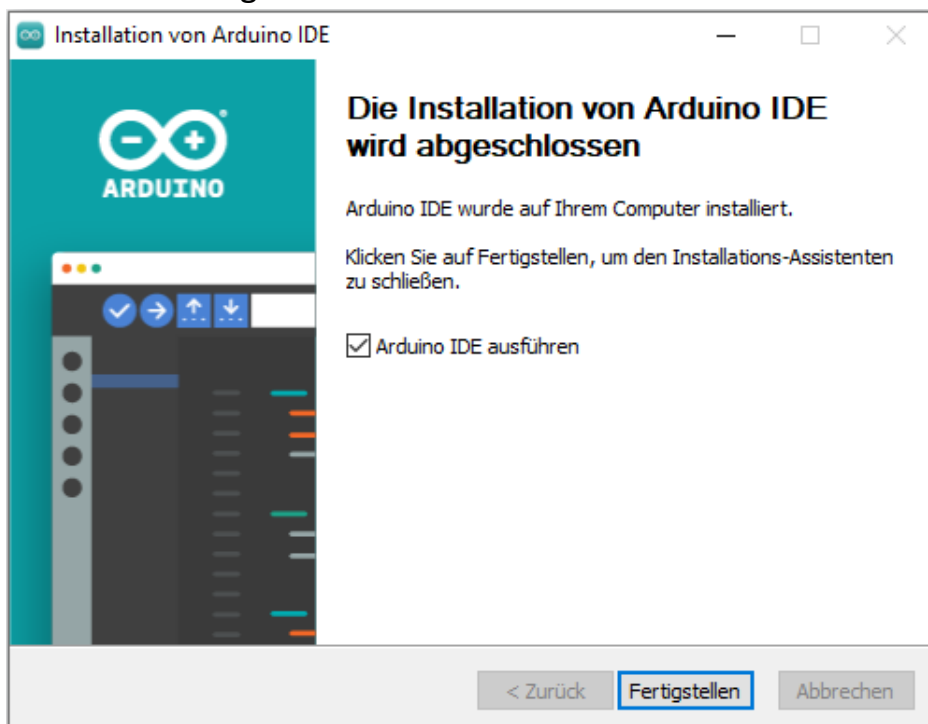 Installation von Arduino IDE
ARDUINO
Die Installation von Arduino IDE
wird abgeschlossen
Arduino IDE wurde auf Ihrem Computer installiert.
Klicken Sie auf Fertigstellen, um den Installations-Assistenten
zu schließen.
Arduino IDE ausführen
< Zurück
Fertigstellen
Abbrechen